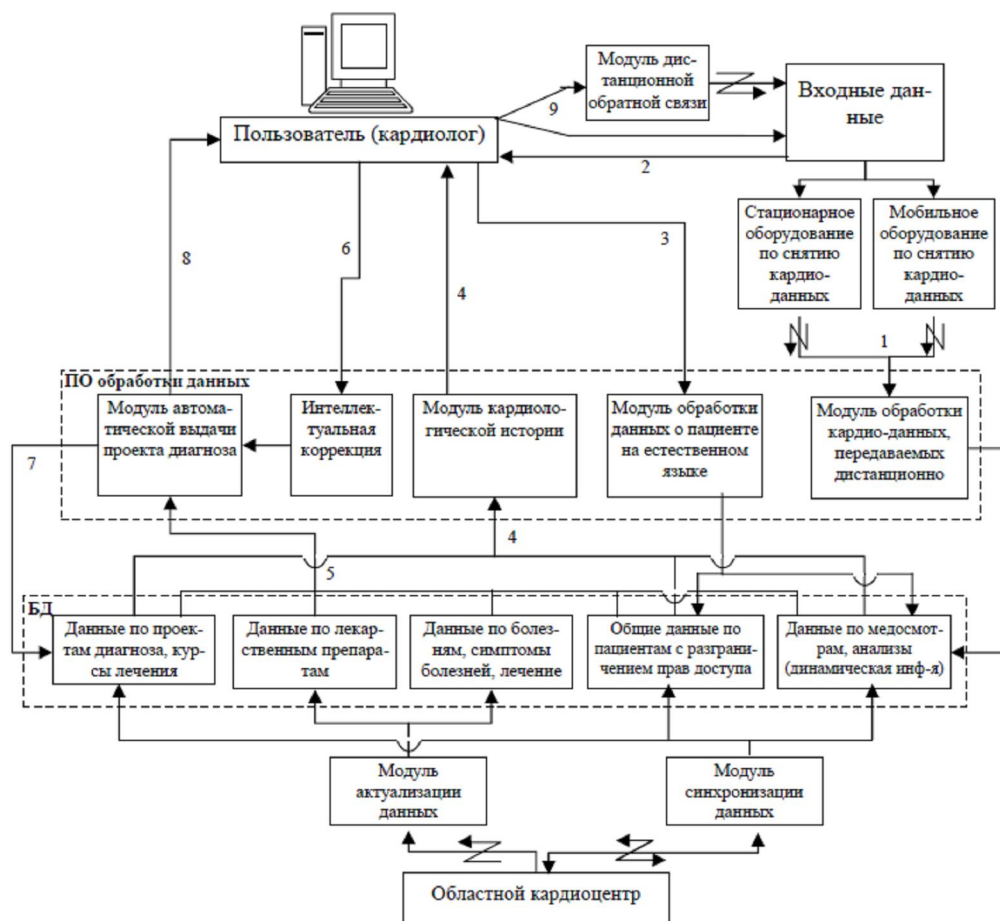 Модуль дис-
танционной
обратной связи
Входные дан-
ные
9
Пользователь (кардиолог)
2
Стационарное
оборудование
по снятию
кардио-
данных
Мобильное
оборудование
по снятию
кардио-
данных
8
6
4
3
1
ПО обработки данных
Модуль автома-
тической выдачи
проекта диагноза
Интеллек-
туальная
коррекция
Модуль кардиоло-
гической истории
Модуль обработки
данных о пациенте
на естественном
языке
Модуль обработки
кардио-данных,
передаваемых
дистанционно
7
4
5
БД
Данные по проек-
там диагноза, кур-
сы лечения
Данные по лекар-
ственным препара-
там
Данные по болез-
ням, симптомы
болезней, лечение
Общие данные по
пациентам с разграни-
чением прав доступа
Данные по медосмот-
рам, анализы
(динамическая инф-я)
Модуль
актуализации
данных
Модуль
синхронизации
данных
Областной кардиоцентр